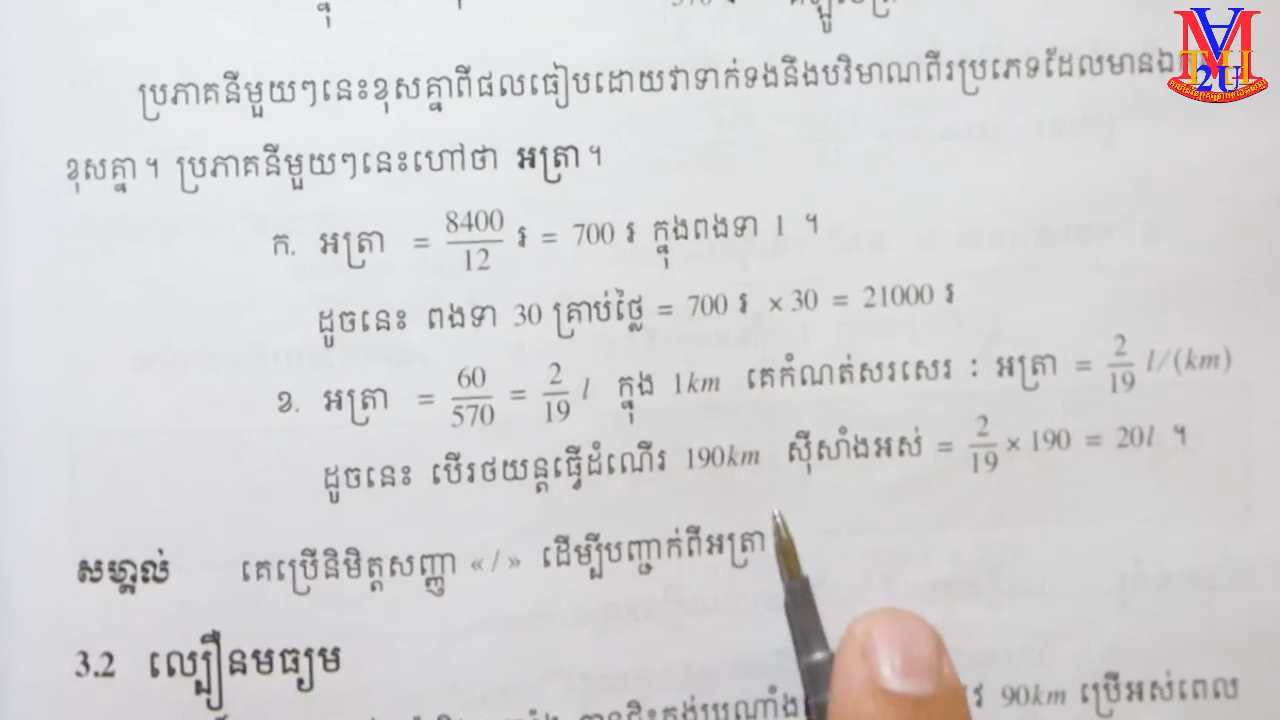 ប្រភាគនីមួយៗនេះខុសគ្នាពីផលធៀបដោយវាទាក់ទងនឹងបរិមាណពីរប្រភេទដែលមាន
ខុសគ្នា។ ប្រភាគនីមួយៗនេះហៅថា អត្រា។
ក. អត្រា = 8400/12 រ = 700 រ ក្នុងពងទា 1 ។
ដូចនេះ ពងទា 30 គ្រាប់ថ្លៃ = 700 រ × 30 = 21000 រ
ខ. អត្រា = 60/570 = 2/19 l ក្នុង 1km គេកំណត់សរសេរ : អត្រា = 2/19 l/(km)
ដូចនេះ បើរថយន្តធ្វើដំណើរ 190km ស៊ីសាំងអស់ = 2/19 × 190 = 20l ។
សម្គាល់ គេប្រើនិមិត្តសញ្ញា «/» ដើម្បីបញ្ជាក់ពីអត្រា
3.2 ល្បឿនមធ្យម
90km ប្រើអស់ពេល
MATH
2U